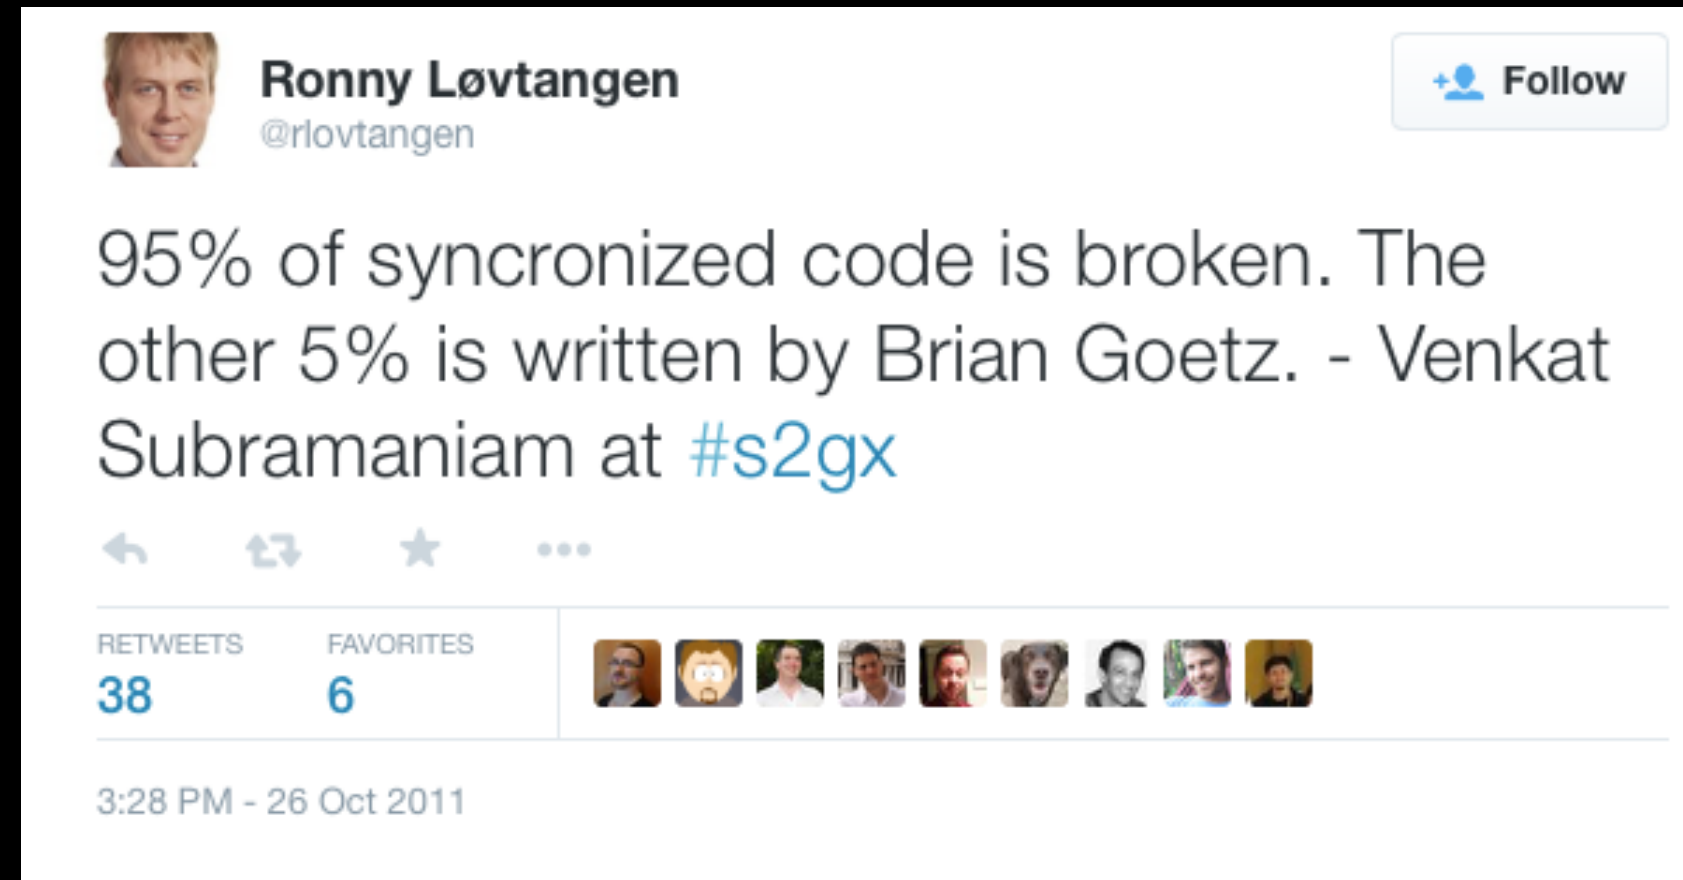 Ronny Løvtangen
@rlovtangen
Follow
95% of syncronized code is broken. The
other 5% is written by Brian Goetz. - Venkat
Subramaniam at #s2gx
RETWEETS FAVORITES
38 6
3:28 PM - 26 Oct 2011